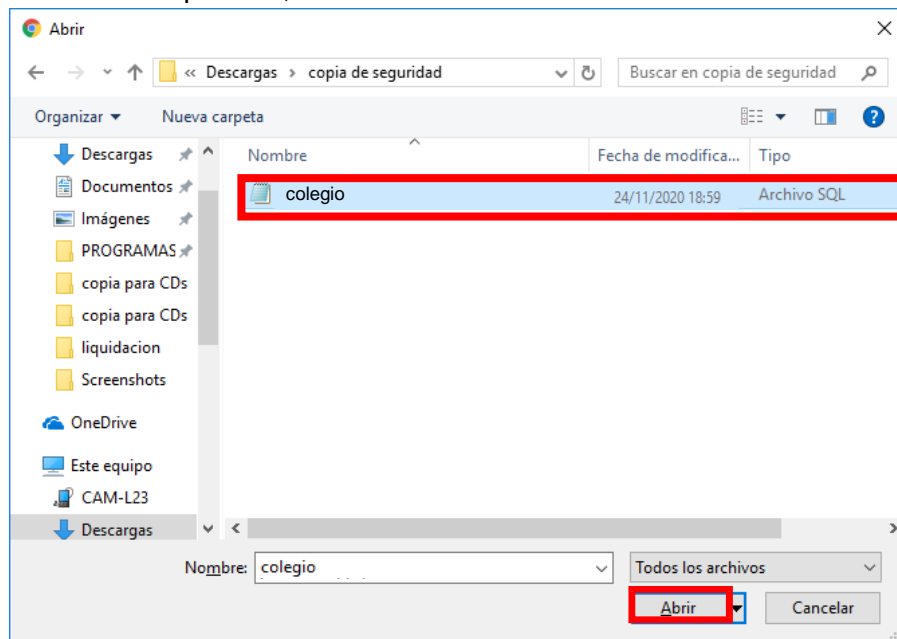 Abrir
« Descargas › copia de seguridad
Buscar en copia de seguridad
Organizar
Nueva carpeta
?
Nombre
Fecha de modifica...
Tipo
Descargas
Documentos
Imágenes
PROGRAMAS
copia para CDs
copia para CDs
liquidacion
Screenshots
OneDrive
Este equipo
CAM-L23
Descargas
colegio
24/11/2020 18:59
Archivo SQL
Nombre: colegio
Todos los archivos
Abrir
Cancelar